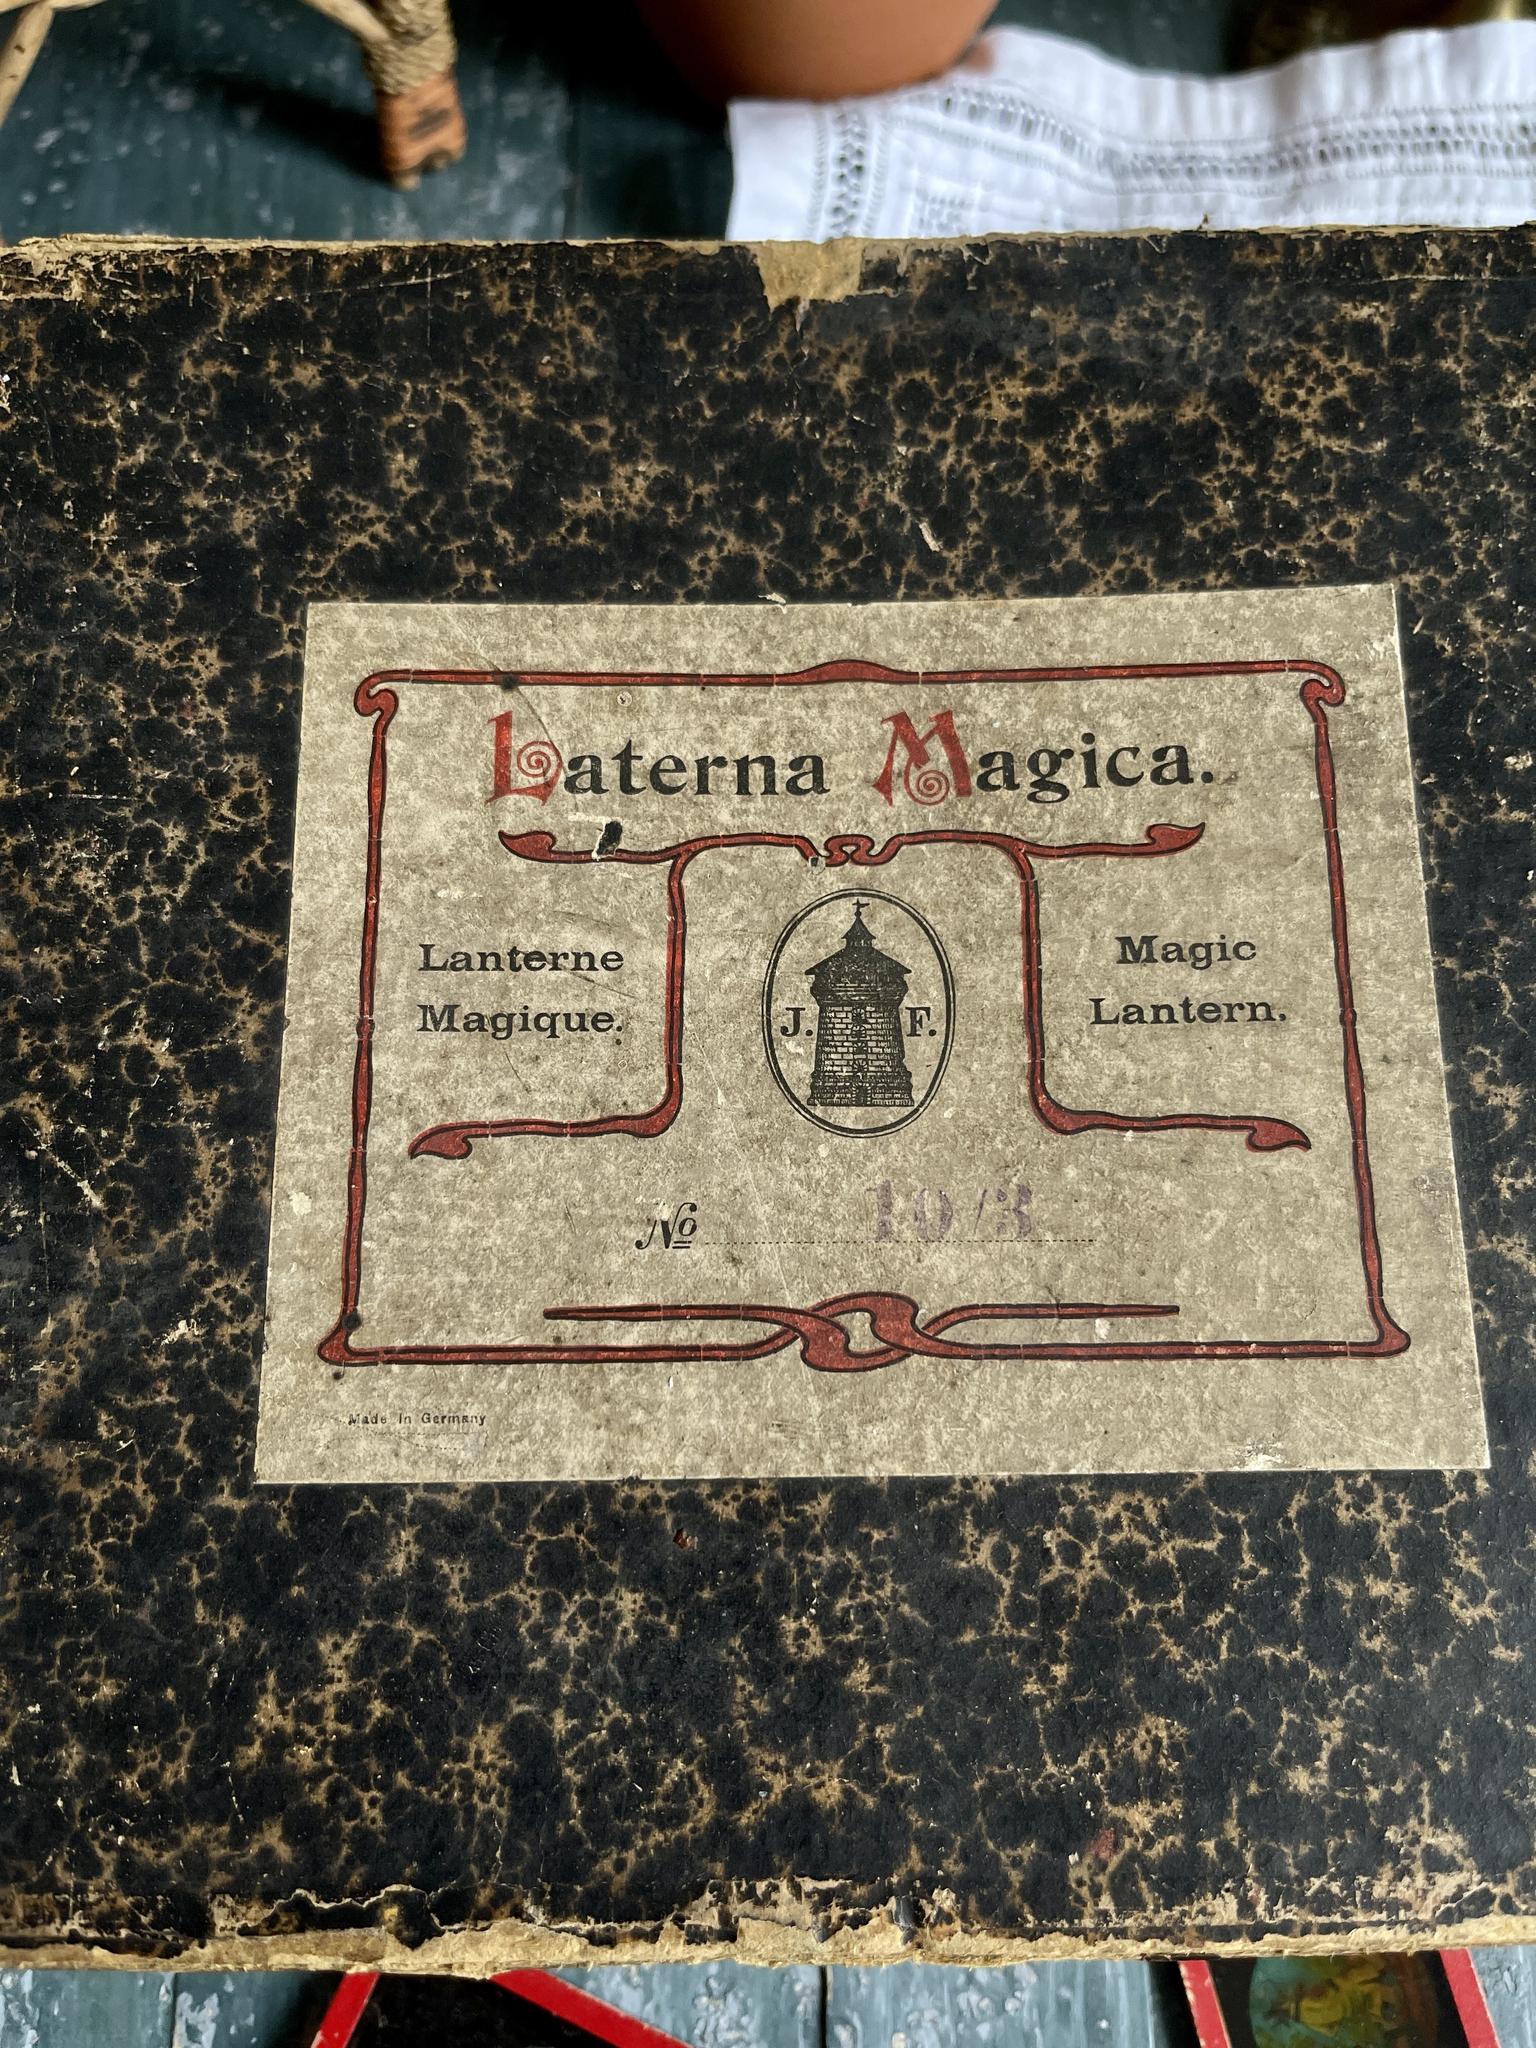 Laterna Magica.
Lanterne
Magique.
J. F.
Magic
Lantern.
No 10/3
Made in Germany